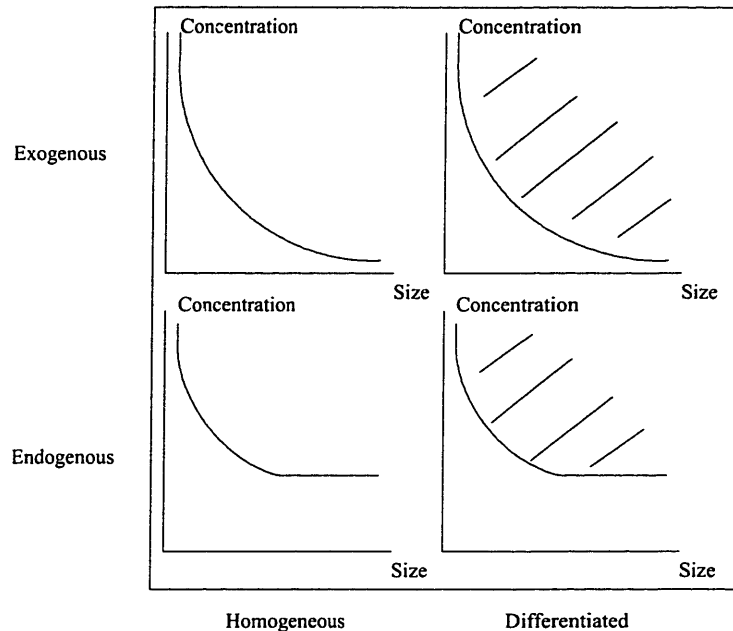 Concentration
Concentration
Exogenous
Size
Size
Concentration
Concentration
Endogenous
Size
Size
Homogeneous
Differentiated